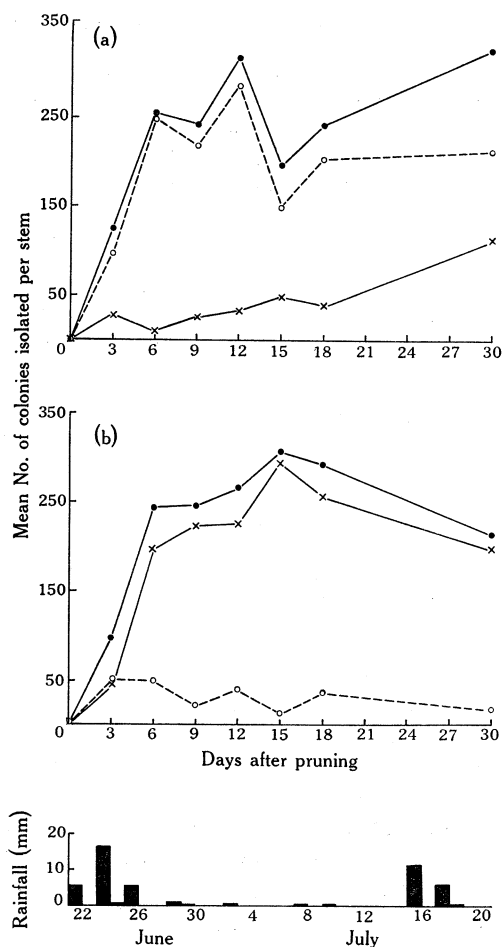 350
(a)
250
150
50
0
3 6 9 12 15 18 21 24 27 30
Mean No. of colonies isolated per stem
350
(b)
250
150
50
0
3 6 9 12 15 18 21 24 27 30
Days after pruning
Rainfall (mm)
20
10
0
22 26 30 4 8 12 16 20
June July